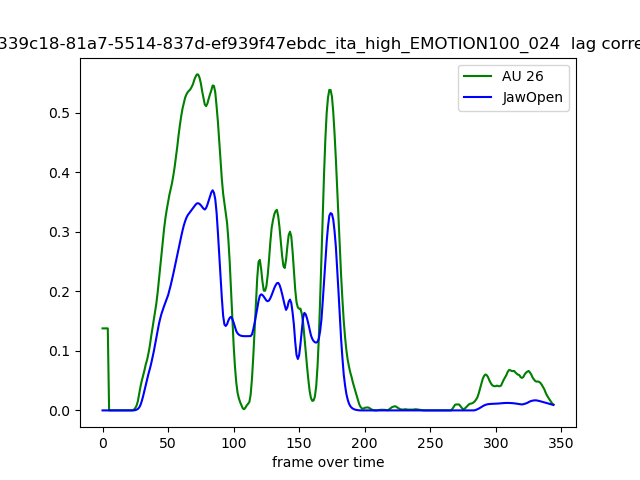 339c18-81a7-5514-837d-ef939f47ebdc_ita_high_EMOTION100_024 lag corre
AU 26
JawOpen
0.5
0.4
0.3
0.2
0.1
0.0
0 50 100 150 200 250 300 350
frame over time